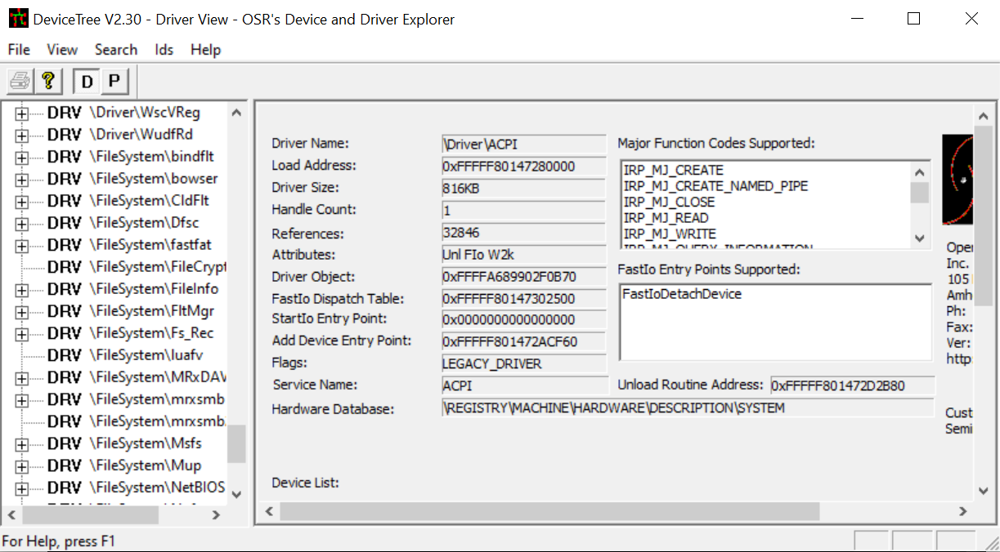 DeviceTree V2.30 - Driver View - OSR's Device and Driver Explorer
File View Search Ids Help
? D P
DRV \Driver\WscVReg
DRV \Driver\WudfRd
DRV \FileSystem\bindflt
DRV \FileSystem\bowser
DRV \FileSystem\CldFlt
DRV \FileSystem\Dfsc
DRV \FileSystem\fastfat
DRV \FileSystem\FileCrypt
DRV \FileSystem\FileInfo
DRV \FileSystem\FltMgr
DRV \FileSystem\Fs_Rec
DRV \FileSystem\luafv
DRV \FileSystem\MRxDAV
DRV \FileSystem\mrxsmb
DRV \FileSystem\mrxsmb
DRV \FileSystem\Msfs
DRV \FileSystem\Mup
DRV \FileSystem\NetBIOS
Driver Name: \Driver\ACPI
Load Address: 0xFFFFF80147280000
Driver Size: 816KB
Handle Count: 1
References: 32846
Attributes: Unl FIo W2k
Driver Object: 0xFFFFA689902F0B70
FastIo Dispatch Table: 0xFFFFF80147302500
StartIo Entry Point: 0x0000000000000000
Add Device Entry Point: 0xFFFFF801472ACF60
Flags: LEGACY_DRIVER
Service Name: ACPI
Hardware Database: \REGISTRY\MACHINE\HARDWARE\DESCRIPTION\SYSTEM
Device List:
Major Function Codes Supported:
IRP_MJ_CREATE
IRP_MJ_CREATE_NAMED_PIPE
IRP_MJ_CLOSE
IRP_MJ_READ
IRP_MJ_WRITE
IRP_MJ_QUERY_INFORMATION
FastIo Entry Points Supported:
FastIoDetachDevice
Unload Routine Address: 0xFFFFF801472D2B80
Oper
Inc.
105
Amh
Ph:
Fax:
Ver:
http
Cust
Semi
For Help, press F1